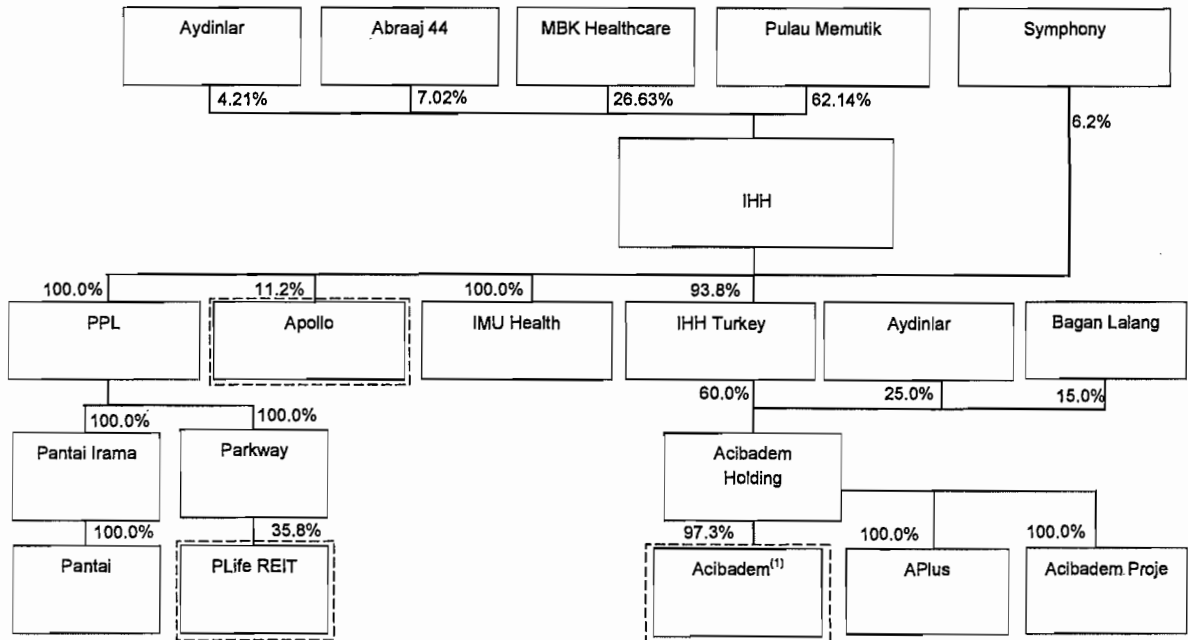 Aydinlar
Abraaj 44
MBK Healthcare
Pulau Memutik
Symphony
4.21%
7.02%
26.63%
62.14%
6.2%
IHH
100.0%
11.2%
100.0%
93.8%
PPL
Apollo
IMU Health
IHH Turkey
Aydinlar
Bagan Lalang
60.0%
25.0%
15.0%
100.0%
100.0%
Pantai Irama
Parkway
Acibadem
Holding
100.0%
35.8%
97.3%
100.0%
100.0%
Pantai
PLife REIT
Acibadem(1)
APlus
Acibadem Proje